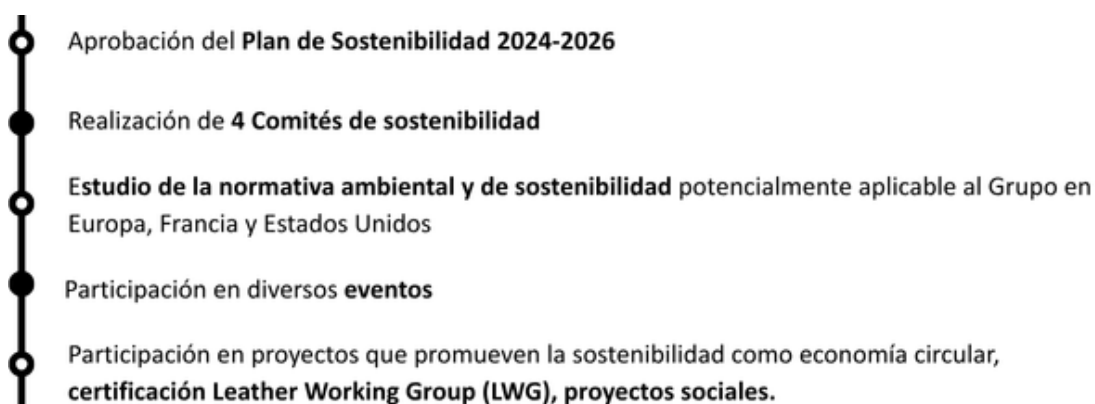 Aprobación del Plan de Sostenibilidad 2024-2026
Realización de 4 Comités de sostenibilidad
Estudio de la normativa ambiental y de sostenibilidad potencialmente aplicable al Grupo en
Europa, Francia y Estados Unidos
Participación en diversos eventos
Participación en proyectos que promueven la sostenibilidad como economía circular,
certificación Leather Working Group (LWG), proyectos sociales.